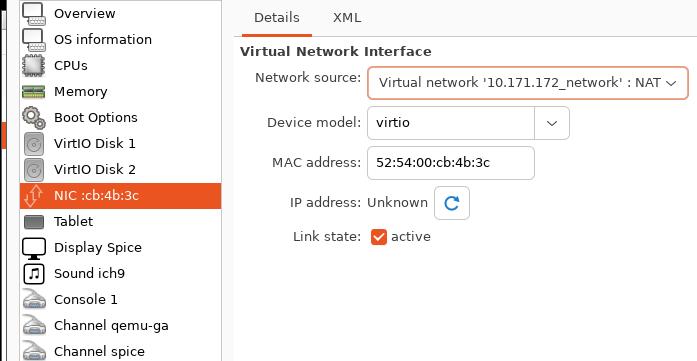 Overview
OS information
CPUs
Memory
Boot Options
VirtIO Disk 1
VirtIO Disk 2
NIC :cb:4b:3c
Tablet
Display Spice
Sound ich9
Console 1
Channel qemu-ga
Channel spice
Details XML
Virtual Network Interface
Network source: Virtual network '10.171.172_network' : NAT
Device model: virtio
MAC address: 52:54:00:cb:4b:3c
IP address: Unknown
Link state: active